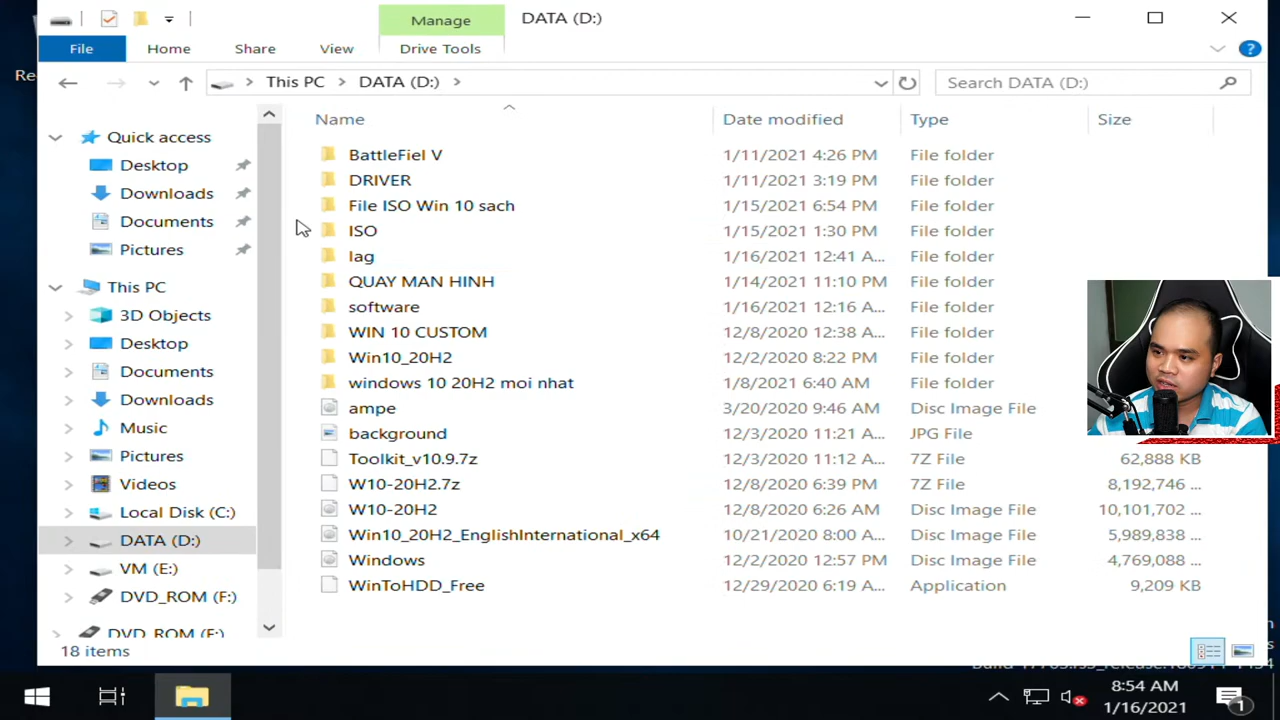 Manage
DATA (D:)
File
Home
Share
View
Drive Tools
This PC
DATA (D:)
Search DATA (D:)
Name
Date modified
Type
Size
Quick access
Desktop
Downloads
Documents
Pictures
This PC
3D Objects
Desktop
Documents
Downloads
Music
Pictures
Videos
Local Disk (C:)
DATA (D:)
VM (E:)
DVD_ROM (F:)
DVD_ROM (F:)
BattleFiel V 1/11/2021 4:26 PM File folder
DRIVER 1/11/2021 3:19 PM File folder
File ISO Win 10 sach 1/15/2021 6:54 PM File folder
ISO 1/15/2021 1:30 PM File folder
lag 1/16/2021 12:41 A... File folder
QUAY MAN HINH 1/14/2021 11:10 PM File folder
software 1/16/2021 12:16 A... File folder
WIN 10 CUSTOM 12/8/2020 12:38 AM File folder
Win10_20H2 12/2/2020 8:22 PM File folder
windows 10 20H2 moi nhat 1/8/2021 6:40 AM File folder
ampe 3/20/2020 9:46 AM Disc Image File
background 12/3/2020 11:21 A... JPG File
Toolkit_v10.9.7z 12/3/2020 11:12 A... 7Z File 62,888 KB
W10-20H2.7z 12/8/2020 6:39 PM 7Z File 8,192,746 ...
W10-20H2 12/8/2020 6:26 AM Disc Image File 10,101,702 ...
Win10_20H2_EnglishInternational_x64 10/21/2020 8:00 A... Disc Image File 5,989,838 ...
Windows 12/2/2020 12:57 PM Disc Image File 4,769,088 ...
WinToHDD_Free 12/29/2020 6:19 A... Application 9,209 KB
18 items
8:54 AM
1/16/2021
1